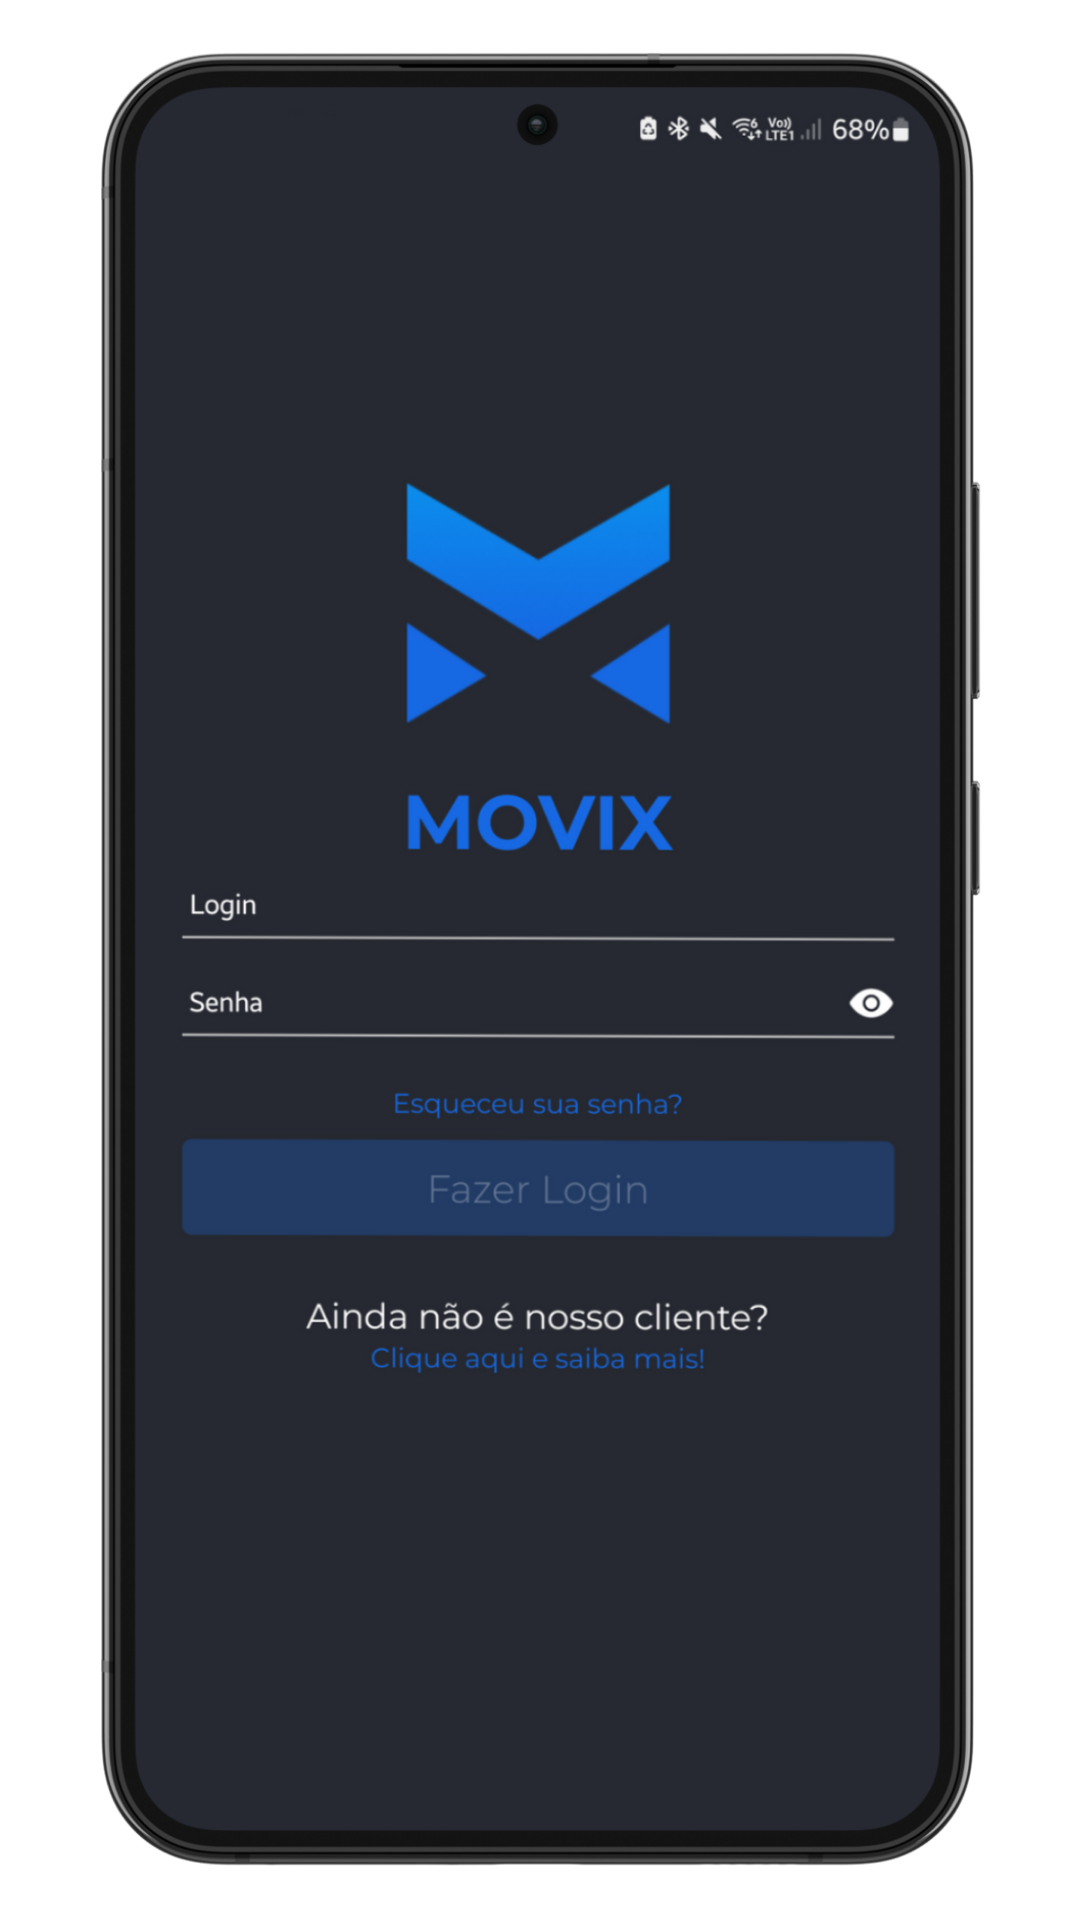 Vo)) LTE1 68%
MOVIX
Login
Senha
Esqueceu sua senha?
Fazer Login
Ainda não é nosso cliente?
Clique aqui e saiba mais!